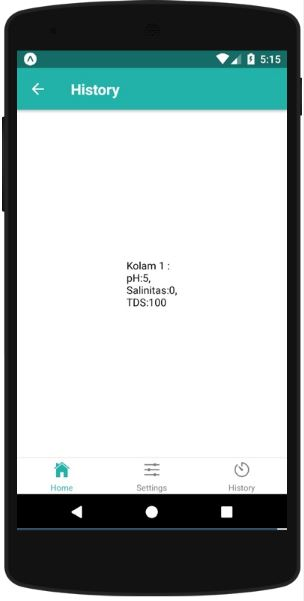 5:15
History
Kolam 1 :
pH:5,
Salinitas:0,
TDS:100
Home
Settings
History